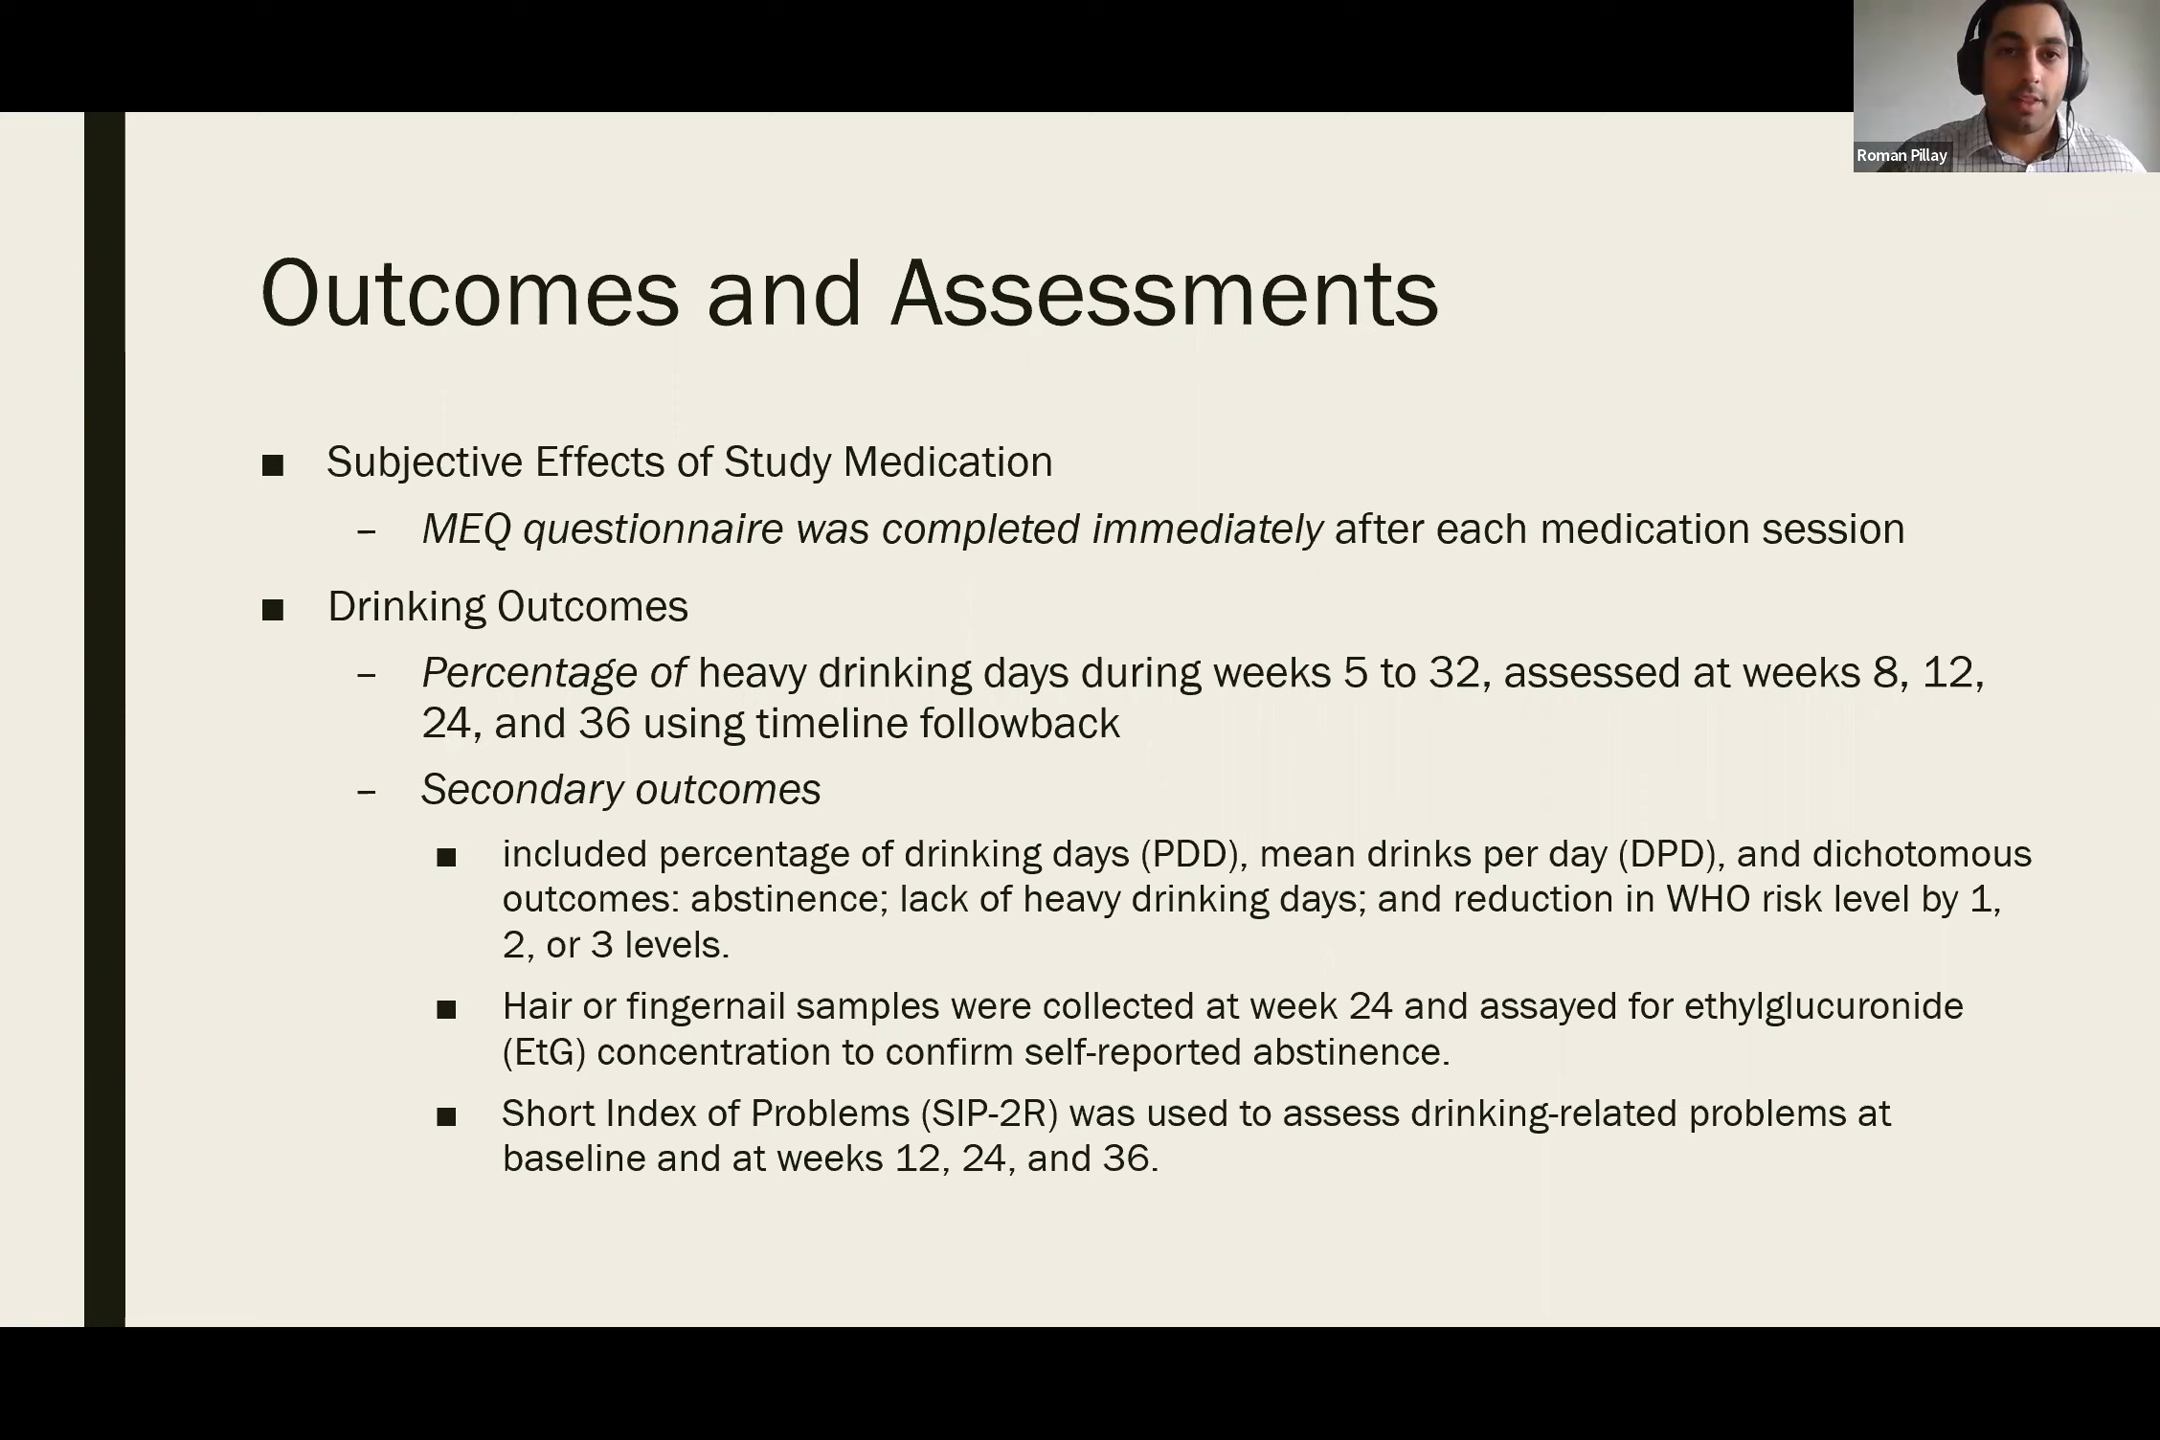 Roman Pillay
Outcomes and Assessments
■ Subjective Effects of Study Medication
– MEQ questionnaire was completed immediately after each medication session
■ Drinking Outcomes
– Percentage of heavy drinking days during weeks 5 to 32, assessed at weeks 8, 12,
24, and 36 using timeline followback
– Secondary outcomes
■ included percentage of drinking days (PDD), mean drinks per day (DPD), and dichotomous
outcomes: abstinence; lack of heavy drinking days; and reduction in WHO risk level by 1,
2, or 3 levels.
■ Hair or fingernail samples were collected at week 24 and assayed for ethylglucuronide
(EtG) concentration to confirm self-reported abstinence.
■ Short Index of Problems (SIP-2R) was used to assess drinking-related problems at
baseline and at weeks 12, 24, and 36.